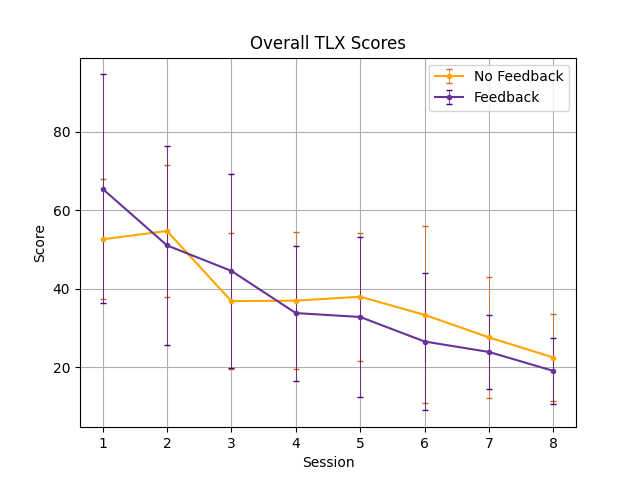 Overall TLX Scores
No Feedback
Feedback
Score
80
60
40
20
1 2 3 4 5 6 7 8
Session